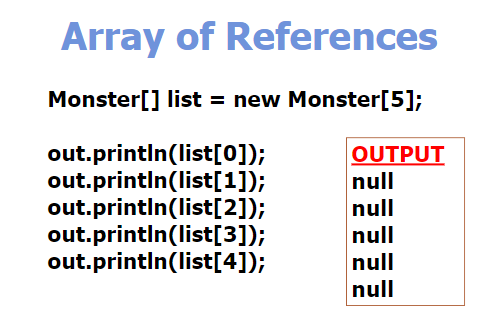 Array of References
Monster[] list = new Monster[5];
out.println(list[0]);
out.println(list[1]);
out.println(list[2]);
out.println(list[3]);
out.println(list[4]);
OUTPUT
null
null
null
null
null